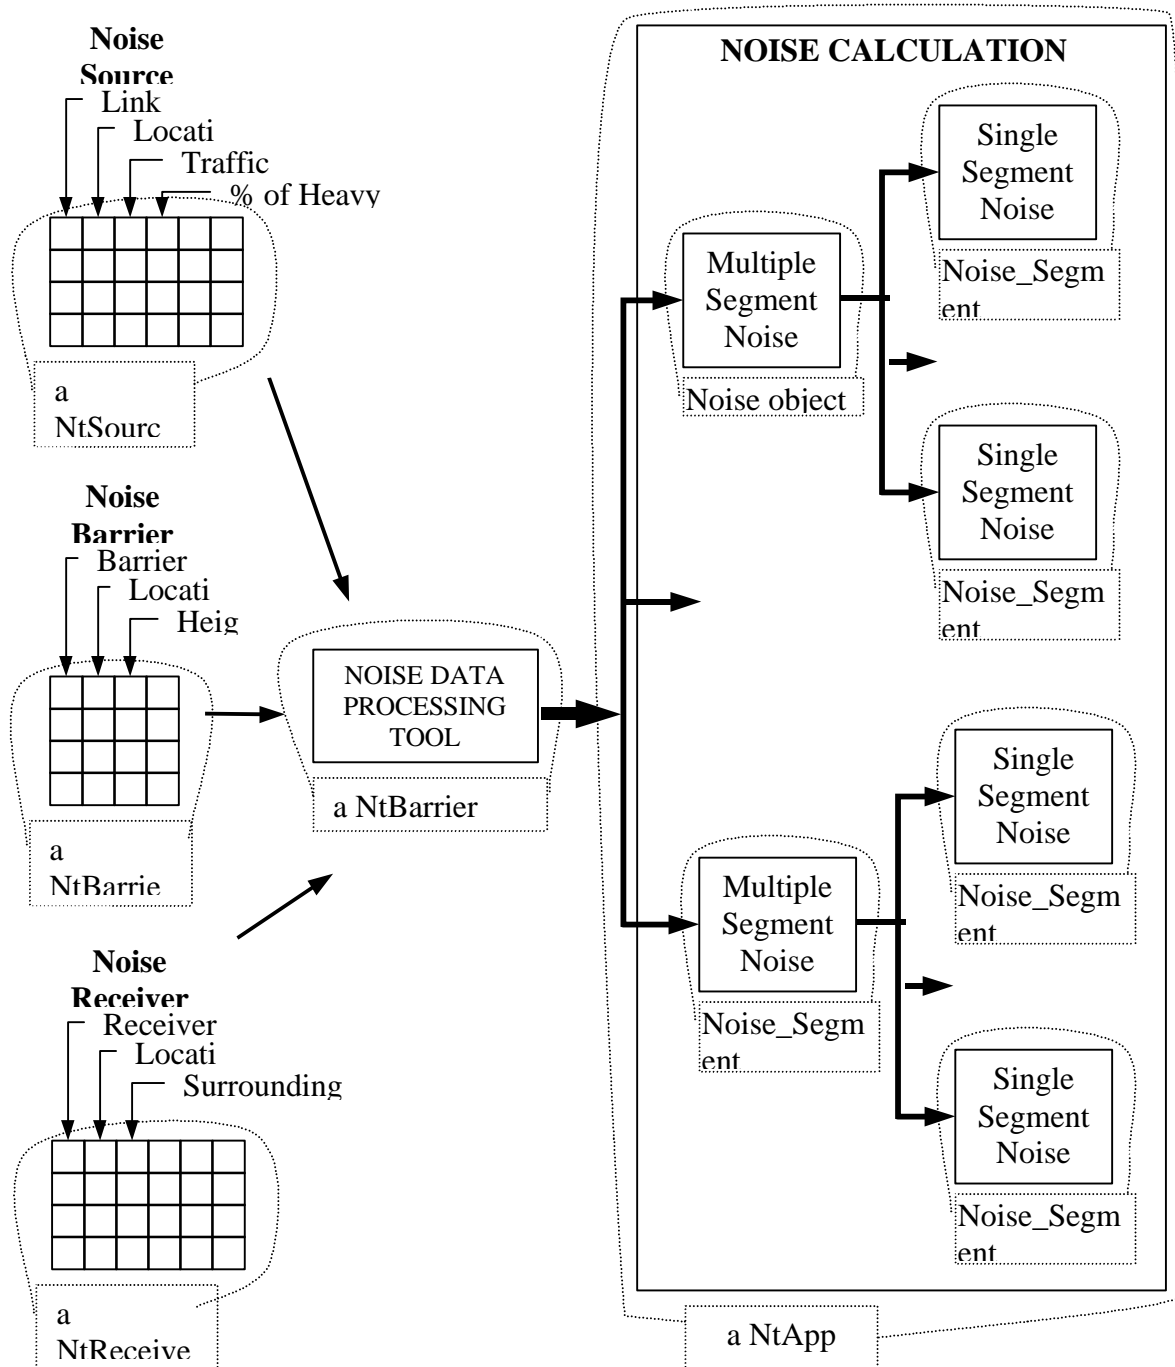 Noise
Source
Link
Locati
Traffic
% of Heavy
a
NtSourc
Noise
Barrier
Barrier
Locati
Heig
a
NtBarrie
Noise
Receiver
Receiver
Locati
Surrounding
a
NtReceive
NOISE DATA
PROCESSING
TOOL
a NtBarrier
NOISE CALCULATION
Multiple
Segment
Noise
Noise object
Single
Segment
Noise
Noise_Segm
ent
Single
Segment
Noise
Noise_Segm
ent
Multiple
Segment
Noise
Noise_Segm
ent
Single
Segment
Noise
Noise_Segm
ent
Single
Segment
Noise
Noise_Segm
ent
a NtApp